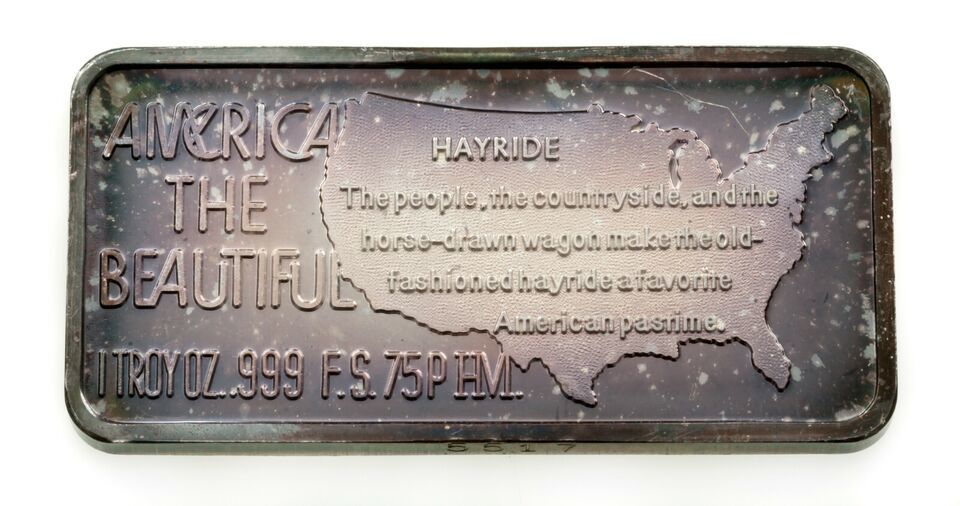 AMERICA
THE
BEAUTIFUL
1 TROY OZ. .999 F.S. 75P HM.
HAYRIDE
The people, the countryside, and the
horse-drawn wagon make the old-
fashioned hayride a favorite
American pastime.
5517